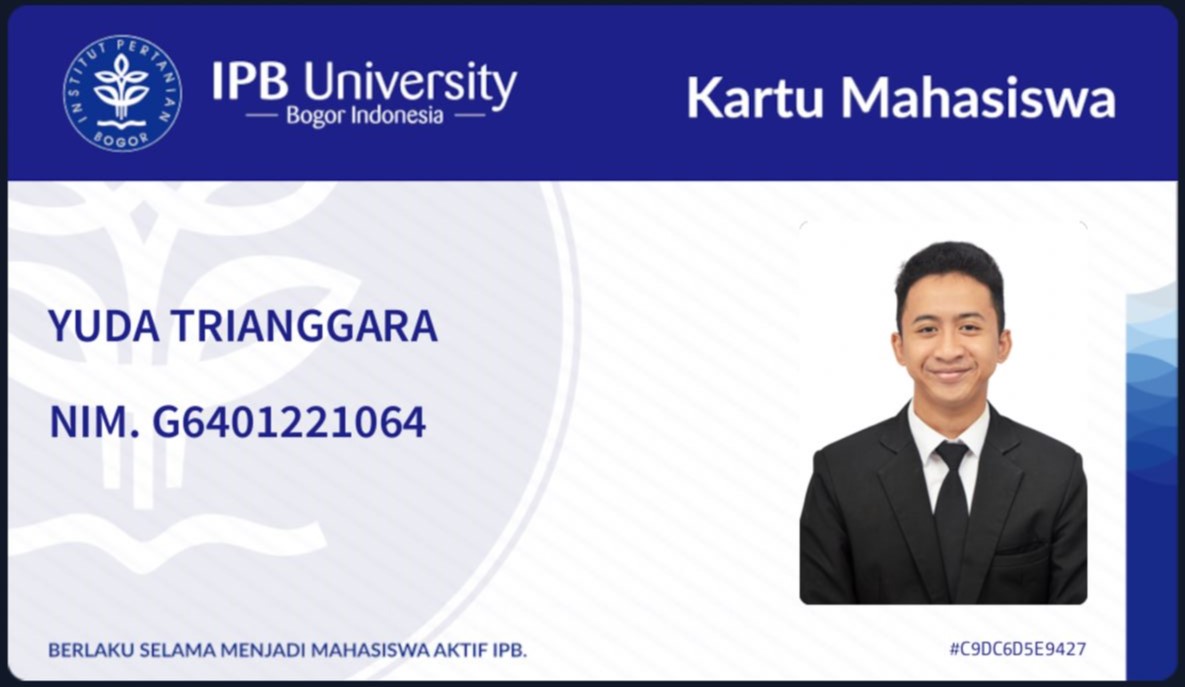 INSTITUT PERTANIAN
BOGOR
IPB University
Bogor Indonesia
Kartu Mahasiswa
YUDA TRIANGGARA
NIM. G6401221064
BERLAKU SELAMA MENJADI MAHASISWA AKTIF IPB.
#C9DC6D5E9427